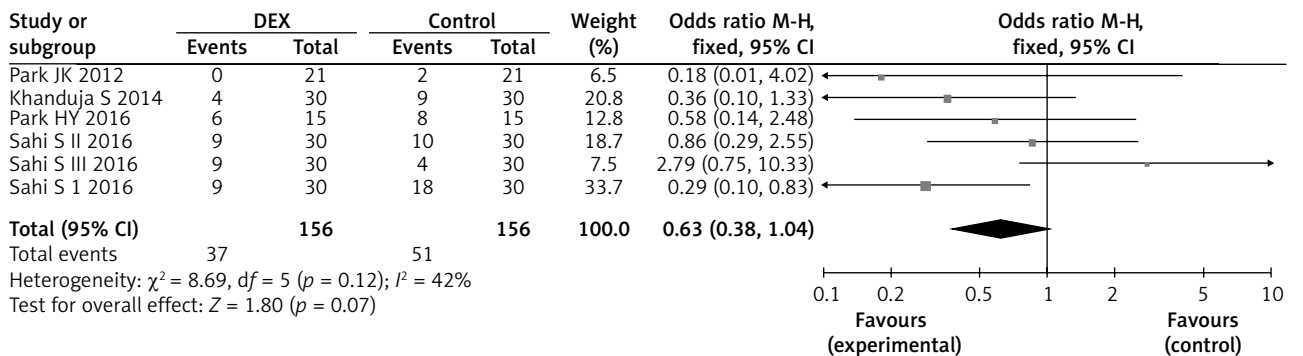 Study or subgroup DEX Control Weight (%) Odds ratio M-H, fixed, 95% CI Odds ratio M-H, fixed, 95% CI
Events Total Events Total
Park JK 2012 0 21 2 21 6.5 0.18 (0.01, 4.02)
Khanduja S 2014 4 30 9 30 20.8 0.36 (0.10, 1.33)
Park HY 2016 6 15 8 15 12.8 0.58 (0.14, 2.48)
Sahi S II 2016 9 30 10 30 18.7 0.86 (0.29, 2.55)
Sahi S III 2016 9 30 4 30 7.5 2.79 (0.75, 10.33)
Sahi S 1 2016 9 30 18 30 33.7 0.29 (0.10, 0.83)
Total (95% CI) 156 156 100.0 0.63 (0.38, 1.04)
Total events 37 51
Heterogeneity: χ² = 8.69, df = 5 (p = 0.12); I² = 42%
Test for overall effect: Z = 1.80 (p = 0.07)
0.1 0.2 0.5 1 2 5 10
Favours (experimental) Favours (control)